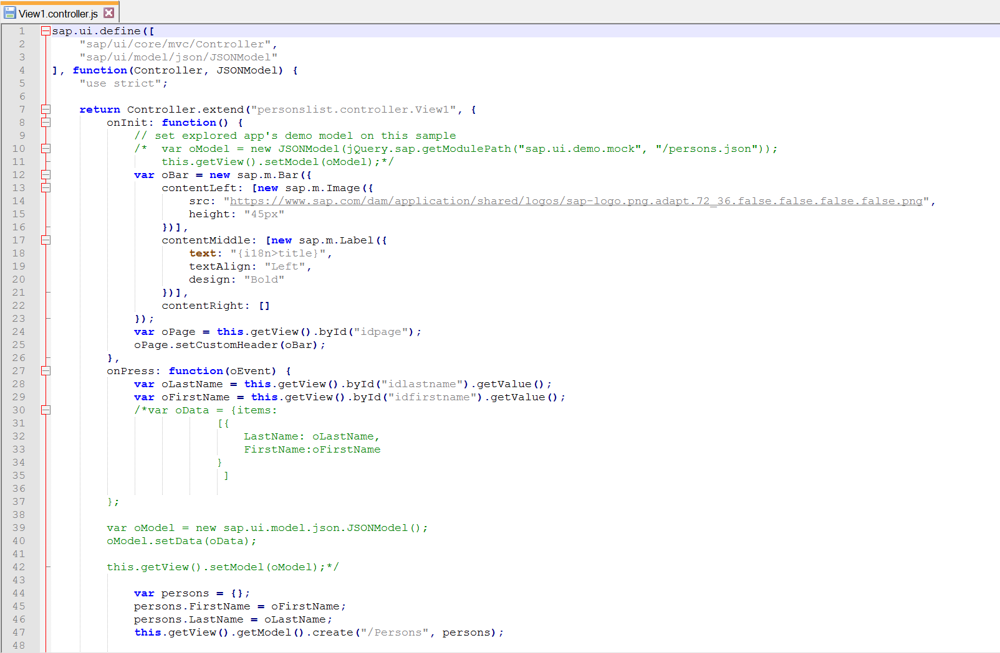 View1.controller.js
1 sap.ui.define([
2 "sap/ui/core/mvc/Controller",
3 "sap/ui/model/json/JSONModel"
4 ], function(Controller, JSONModel) {
5 "use strict";
6
7 return Controller.extend("personslist.controller.View1", {
8 onInit: function() {
9 // set explored app's demo model on this sample
10 /*  var oModel = new JSONModel(jQuery.sap.getModulePath("sap.ui.demo.mock", "/persons.json"));
11 this.getView().setModel(oModel);*/
12 var oBar = new sap.m.Bar({
13 contentLeft: [new sap.m.Image({
14 src: "https://www.sap.com/dam/application/shared/logos/sap-logo.png.adapt.72_36.false.false.false.false.png",
15 height: "45px"
16 })],
17 contentMiddle: [new sap.m.Label({
18 text: "{i18n>title}",
19 textAlign: "Left",
20 design: "Bold"
21 })],
22 contentRight: []
23 });
24 var oPage = this.getView().byId("idpage");
25 oPage.setCustomHeader(oBar);
26 },
27 onPress: function(oEvent) {
28 var oLastName = this.getView().byId("idlastname").getValue();
29 var oFirstName = this.getView().byId("idfirstname").getValue();
30 /*var oData = {items:
31 [{
32 LastName: oLastName,
33 FirstName:oFirstName
34 }
35 ]
36
37 };
38
39 var oModel = new sap.ui.model.json.JSONModel();
40 oModel.setData(oData);
41
42 this.getView().setModel(oModel);*/
43
44 var persons = {};
45 persons.FirstName = oFirstName;
46 persons.LastName = oLastName;
47 this.getView().getModel().create("/Persons", persons);
48